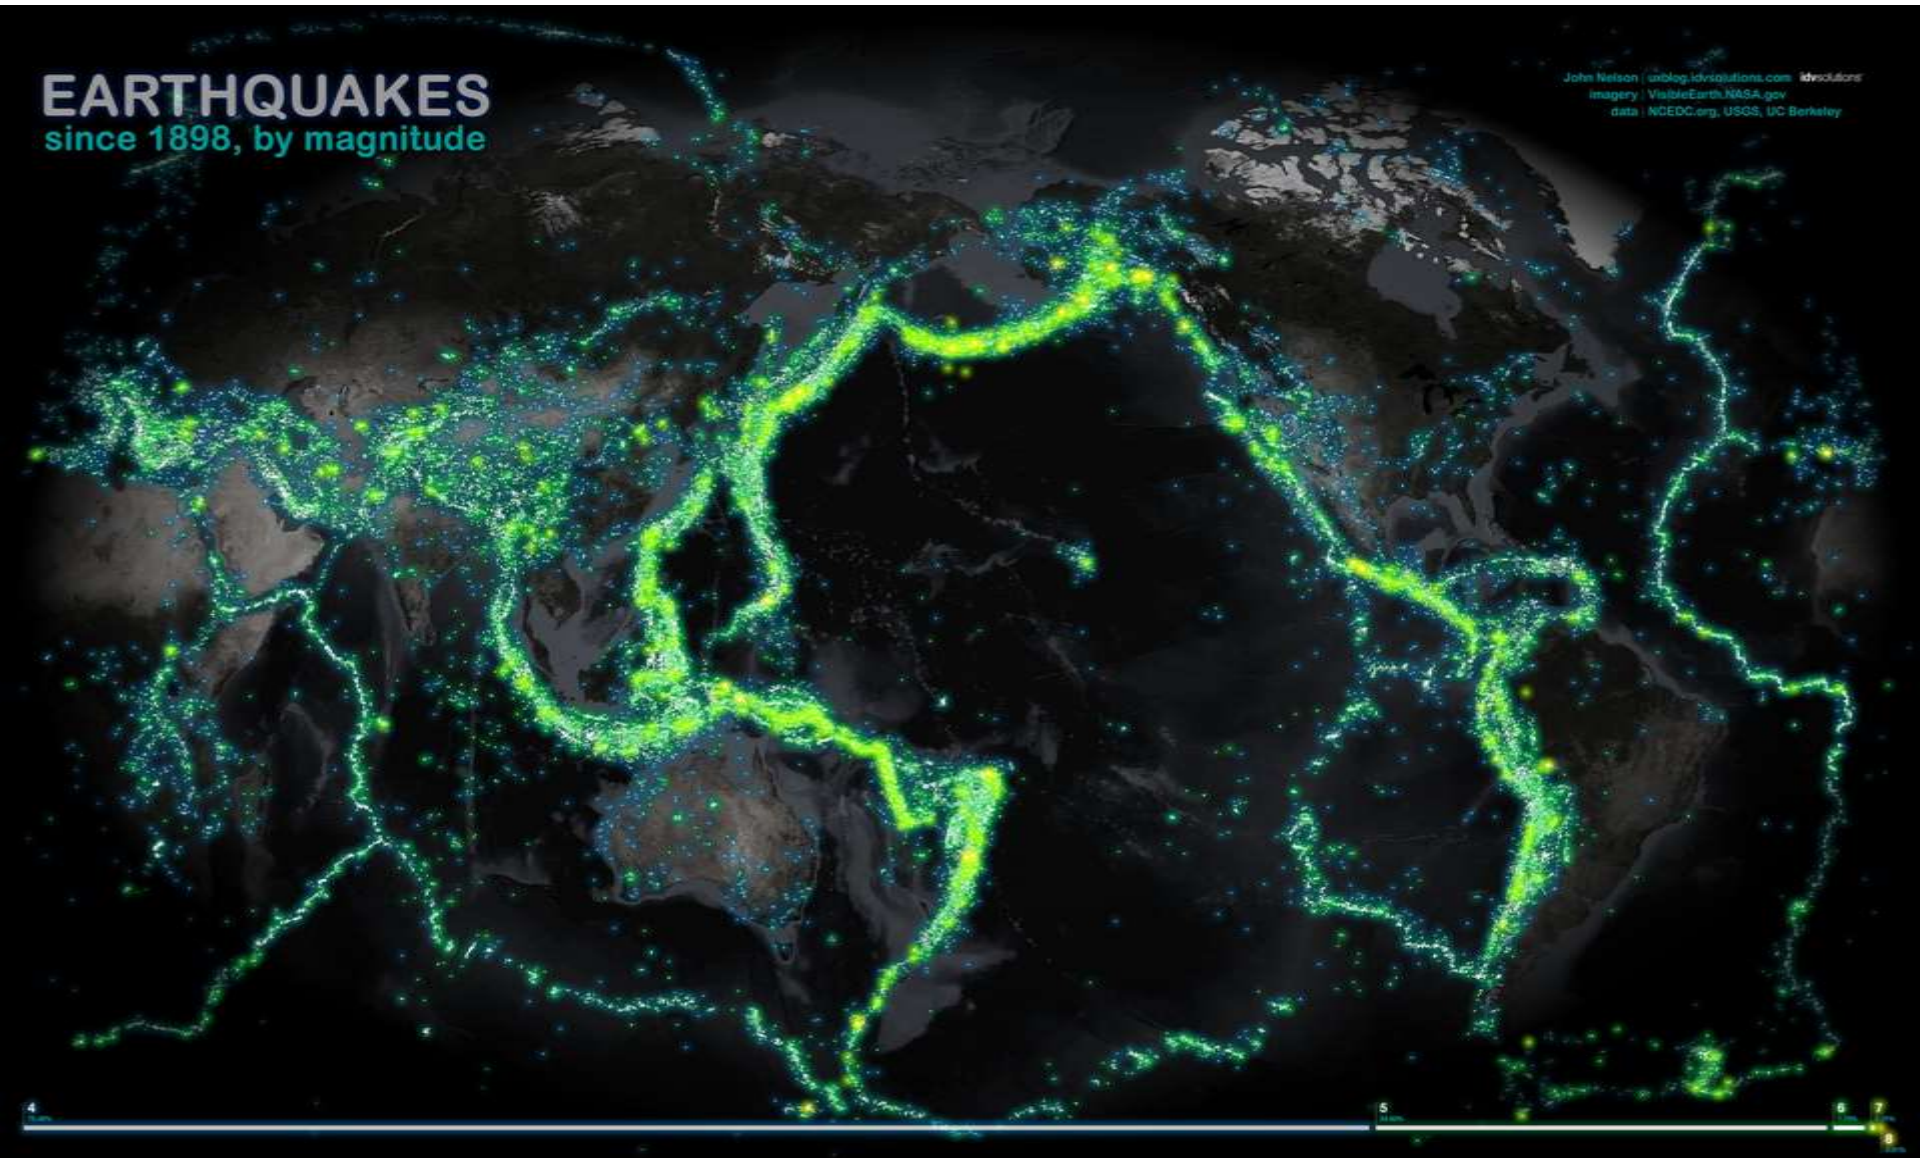 EARTHQUAKES
since 1898, by magnitude
John Nelson | uxblog.idvsolutions.com idvsolutions
imagery | VisibleEarth.NASA.gov
data | NCEDC.org, USGS, UC Berkeley
4
5
6
7
8